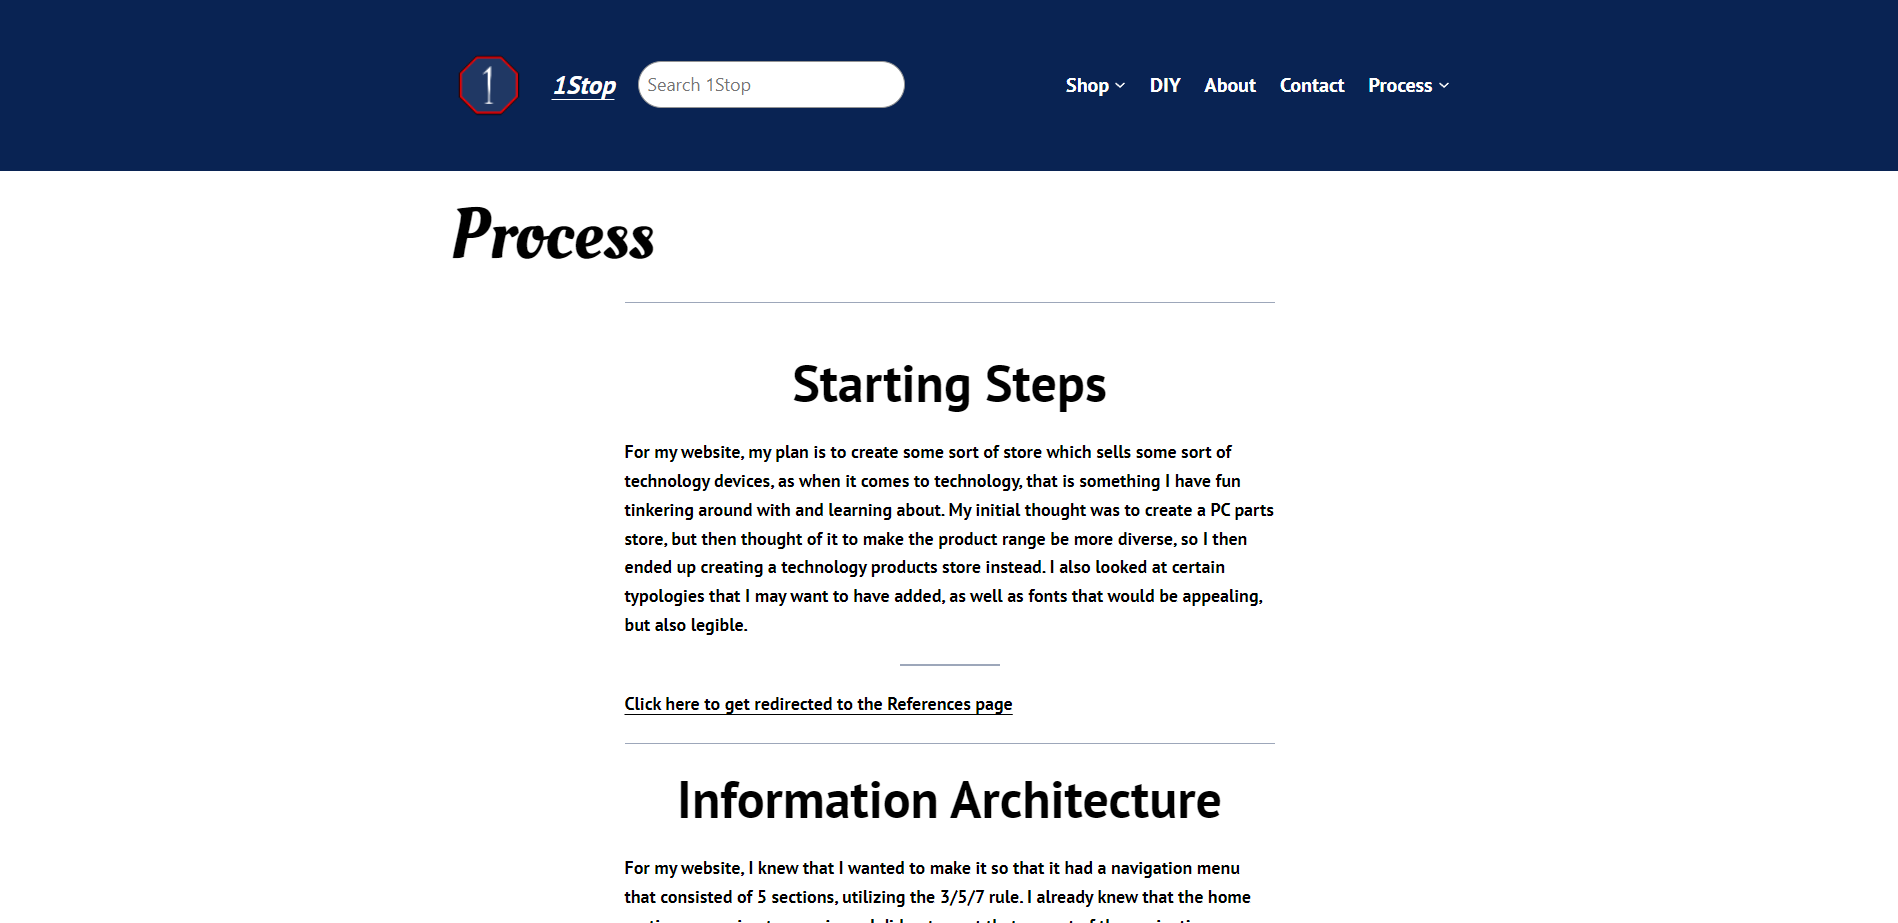 1
1Stop
Search 1Stop
Shop
DIY
About
Contact
Process
Process
Starting Steps
For my website, my plan is to create some sort of store which sells some sort of
technology devices, as when it comes to technology, that is something I have fun
tinkering around with and learning about. My initial thought was to create a PC parts
store, but then thought of it to make the product range be more diverse, so I then
ended up creating a technology products store instead. I also looked at certain
typologies that I may want to have added, as well as fonts that would be appealing,
but also legible.
Click here to get redirected to the References page
Information Architecture
For my website, I knew that I wanted to make it so that it had a navigation menu
that consisted of 5 sections, utilizing the 3/5/7 rule. I already knew that the home